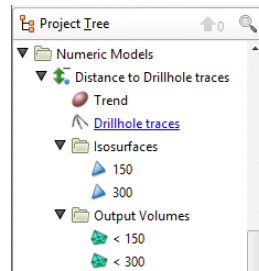 Project Tree 0
Numeric Models
Distance to Drillhole traces
Trend
Drillhole traces
Isosurfaces
150
300
Output Volumes
< 150
< 300